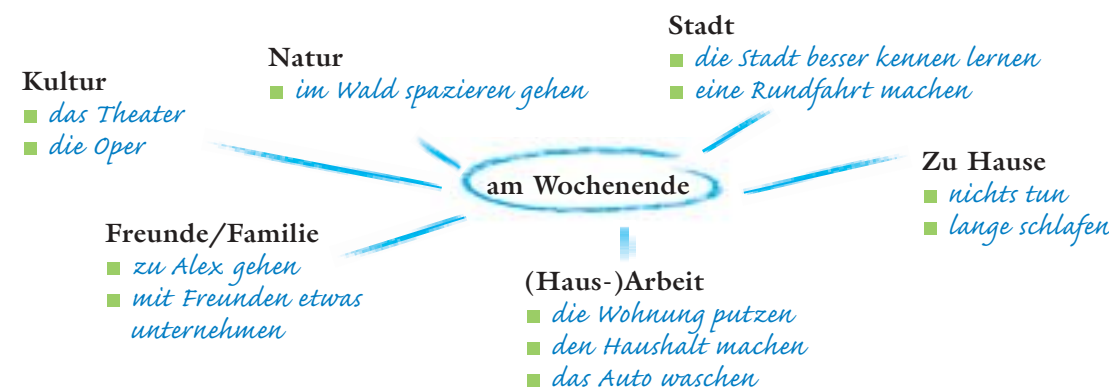 Kultur
das Theater
die Oper
Natur
im Wald spazieren gehen
Stadt
die Stadt besser kennen lernen
eine Rundfahrt machen
am Wochenende
Zu Hause
nichts tun
lange schlafen
Freunde/Familie
zu Alex gehen
mit Freunden etwas
unternehmen
(Haus-)Arbeit
die Wohnung putzen
den Haushalt machen
das Auto waschen